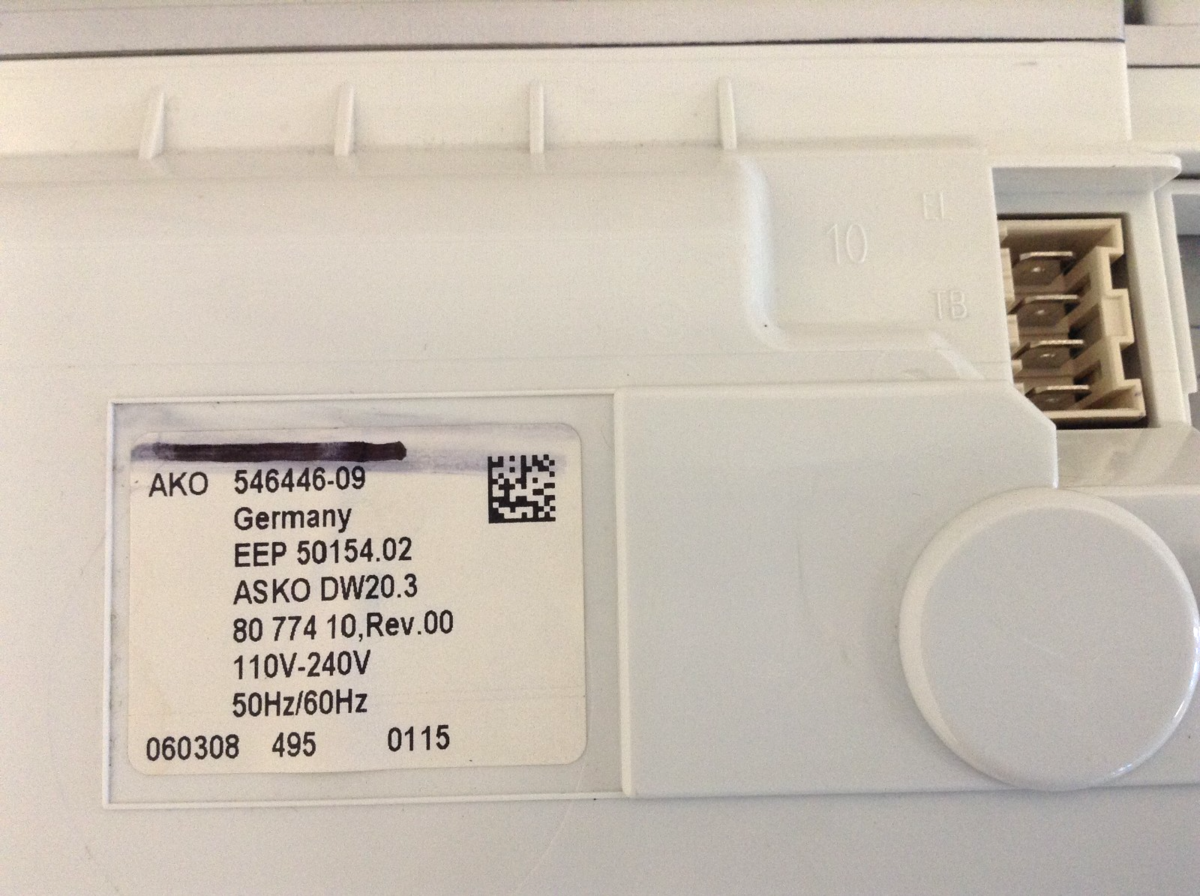 EL
10
TB
AKO 546446-09
Germany
EEP 50154.02
ASKO DW20.3
80 774 10,Rev.00
110V-240V
50Hz/60Hz
060308 495 0115